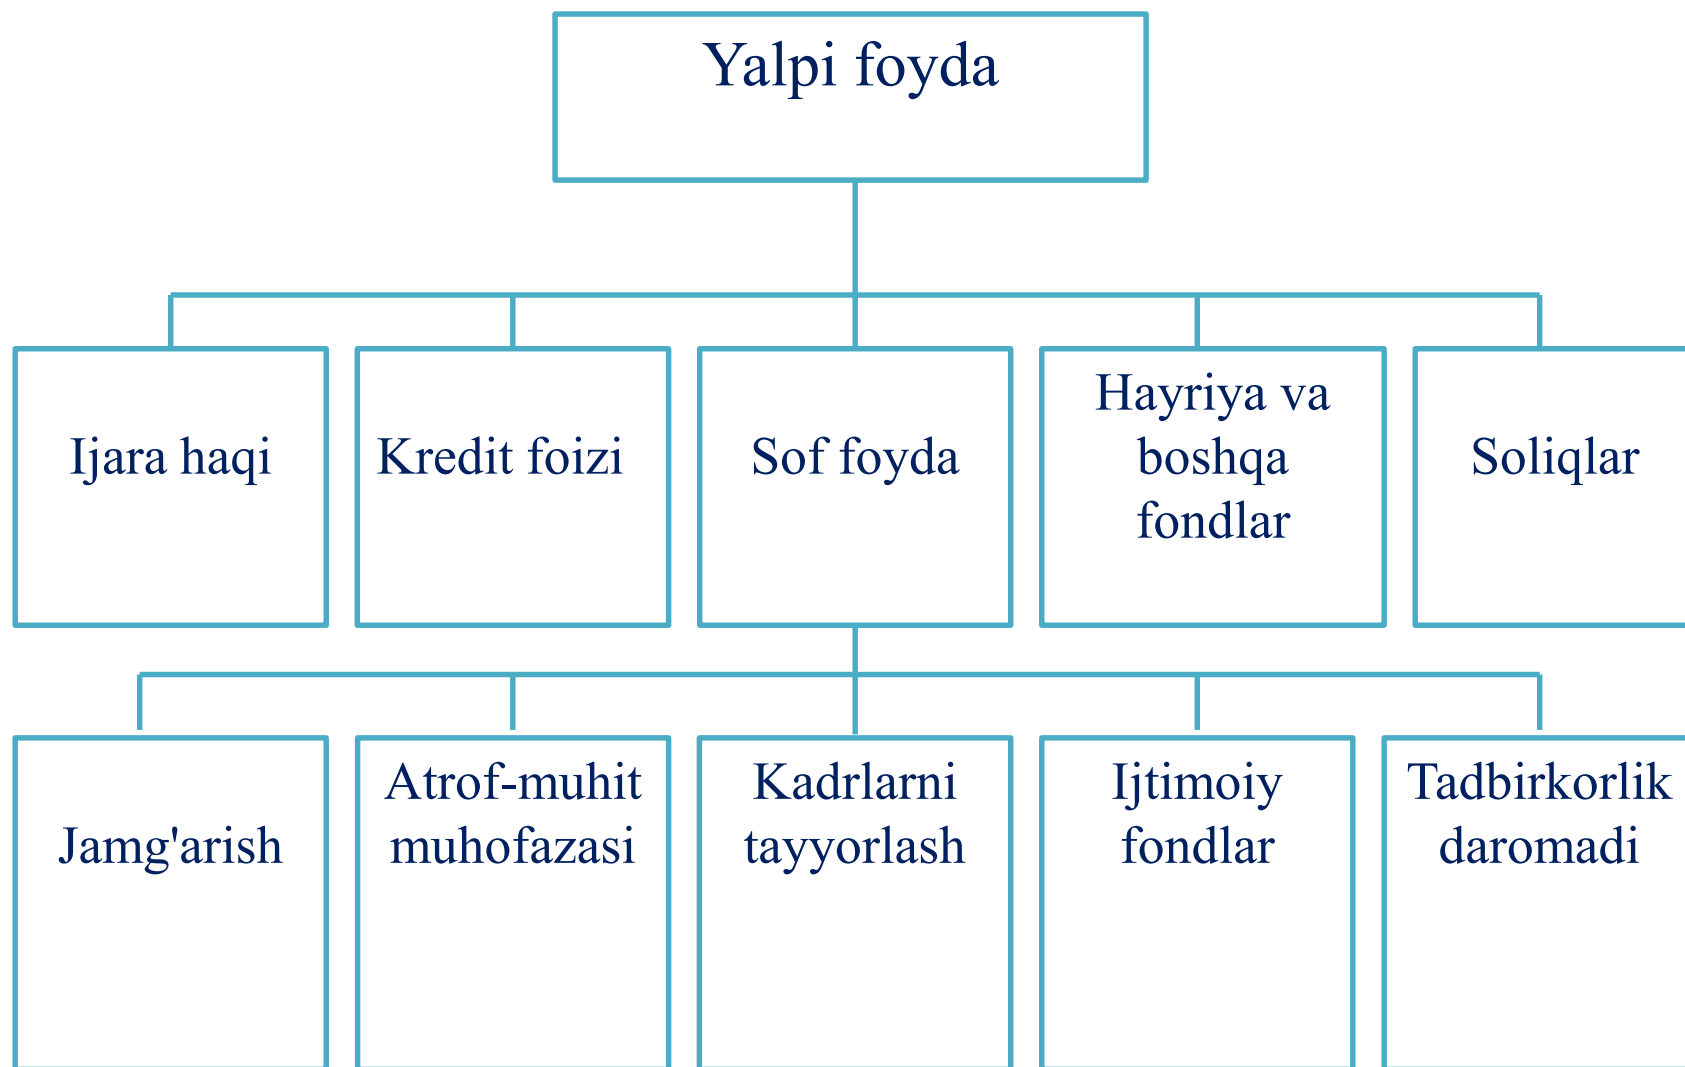 Yalpi foyda
Ijara haqi
Kredit foizi
Sof foyda
Hayriya va
boshqa
fondlar
Soliqlar
Jamg'arish
Atrof-muhit
muhofazasi
Kadrlarni
tayyorlash
Ijtimoiy
fondlar
Tadbirkorlik
daromadi